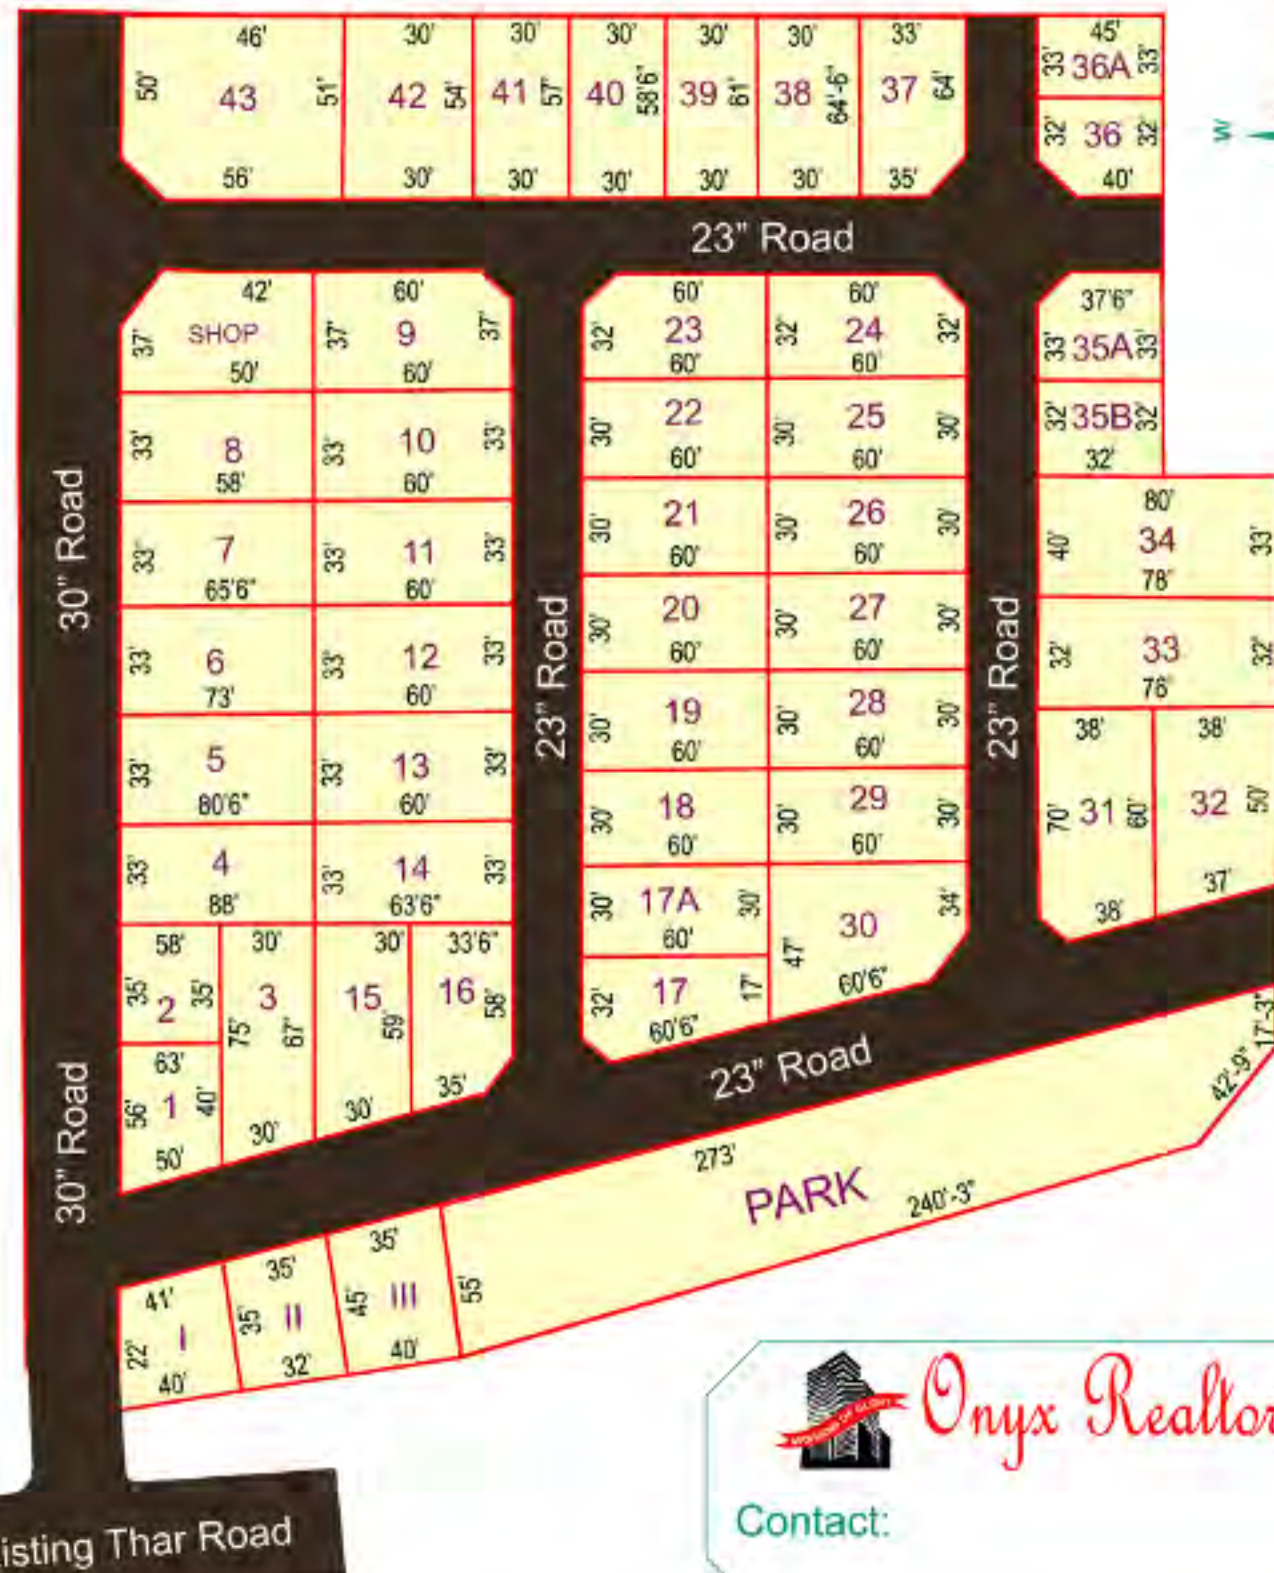 46' 30' 30' 30' 30' 30' 33' 45'
50' 43 51' 42 54' 41 57' 40 58'6" 39 61' 38 64'-6" 37 64' 33' 36A 33'
32' 36 32'
56' 30' 30' 30' 30' 30' 35' 40'
W
23" Road
42' 60' 60' 60' 37'6"
37' SHOP 37' 9 37' 32' 23 32' 24 32' 33' 35A 33'
50' 60' 60' 60'
33' 8 33' 10 33' 30' 22 30' 25 30' 32' 35B 32'
58' 60' 60' 60' 32'
30" Road
80'
33' 7 33' 11 33' 30' 21 30' 26 30' 40' 34 33'
65'6" 60' 60' 60' 78"
33' 6 33' 12 33' 30' 20 30' 27 30' 32' 33 32"
73' 60' 60' 60' 76"
23" Road
23" Road
38' 38'
33' 5 33' 13 33' 30' 19 30' 28 30'
80'6" 60' 60' 60'
33' 4 33' 14 33' 30' 18 30' 29 30' 70' 31 60' 32 50'
88' 63'6" 60' 60' 38' 37'
30' 17A 30' 47' 30 34'
60' 60'6"
58' 30' 30' 33'6"
35' 2 35' 75' 3 67' 15 59' 16 58' 32' 17 17'
60'6"
63'
56' 1 40'
50' 30' 30' 35'
30" Road
23" Road
273' PARK 240'-3" 42'-9" 17'-3"
41' 35' 35'
22' I 35' II 45' III 55'
40' 32' 40'
Onyx Realtor
Contact:
isting Thar Road